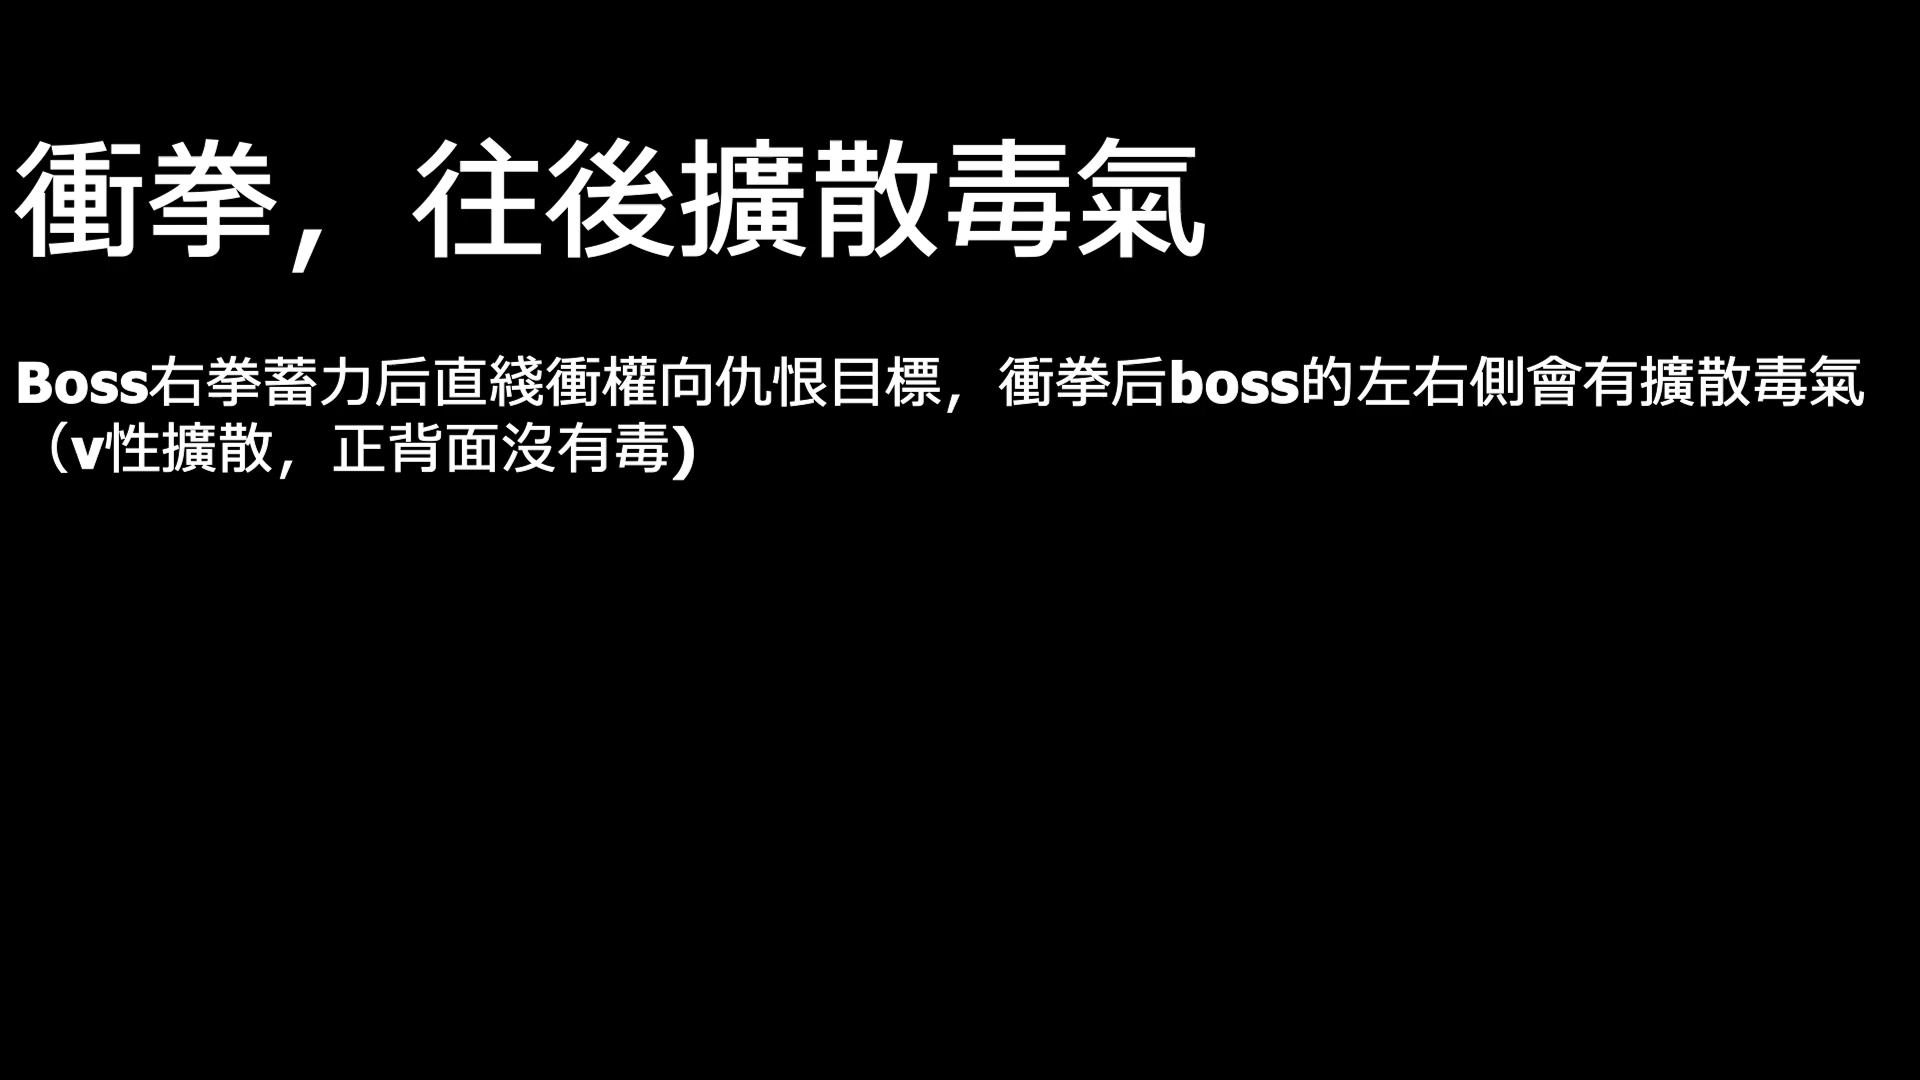 衝拳，往後擴散毒氣
Boss右拳蓄力后直綫衝權向仇恨目標，衝拳后boss的左右側會有擴散毒氣
（v性擴散，正背面沒有毒)